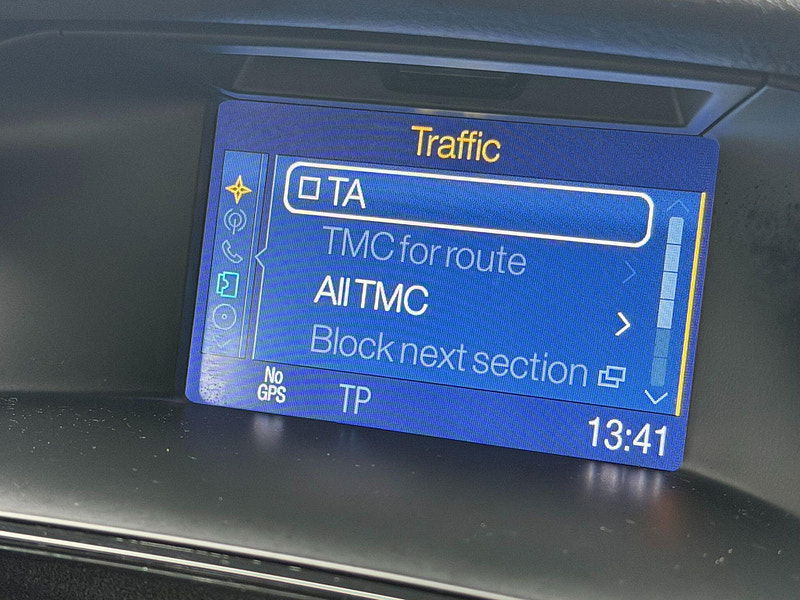 Traffic
TA
TMC for route
All TMC
Block next section
No
GPS
TP
13:41